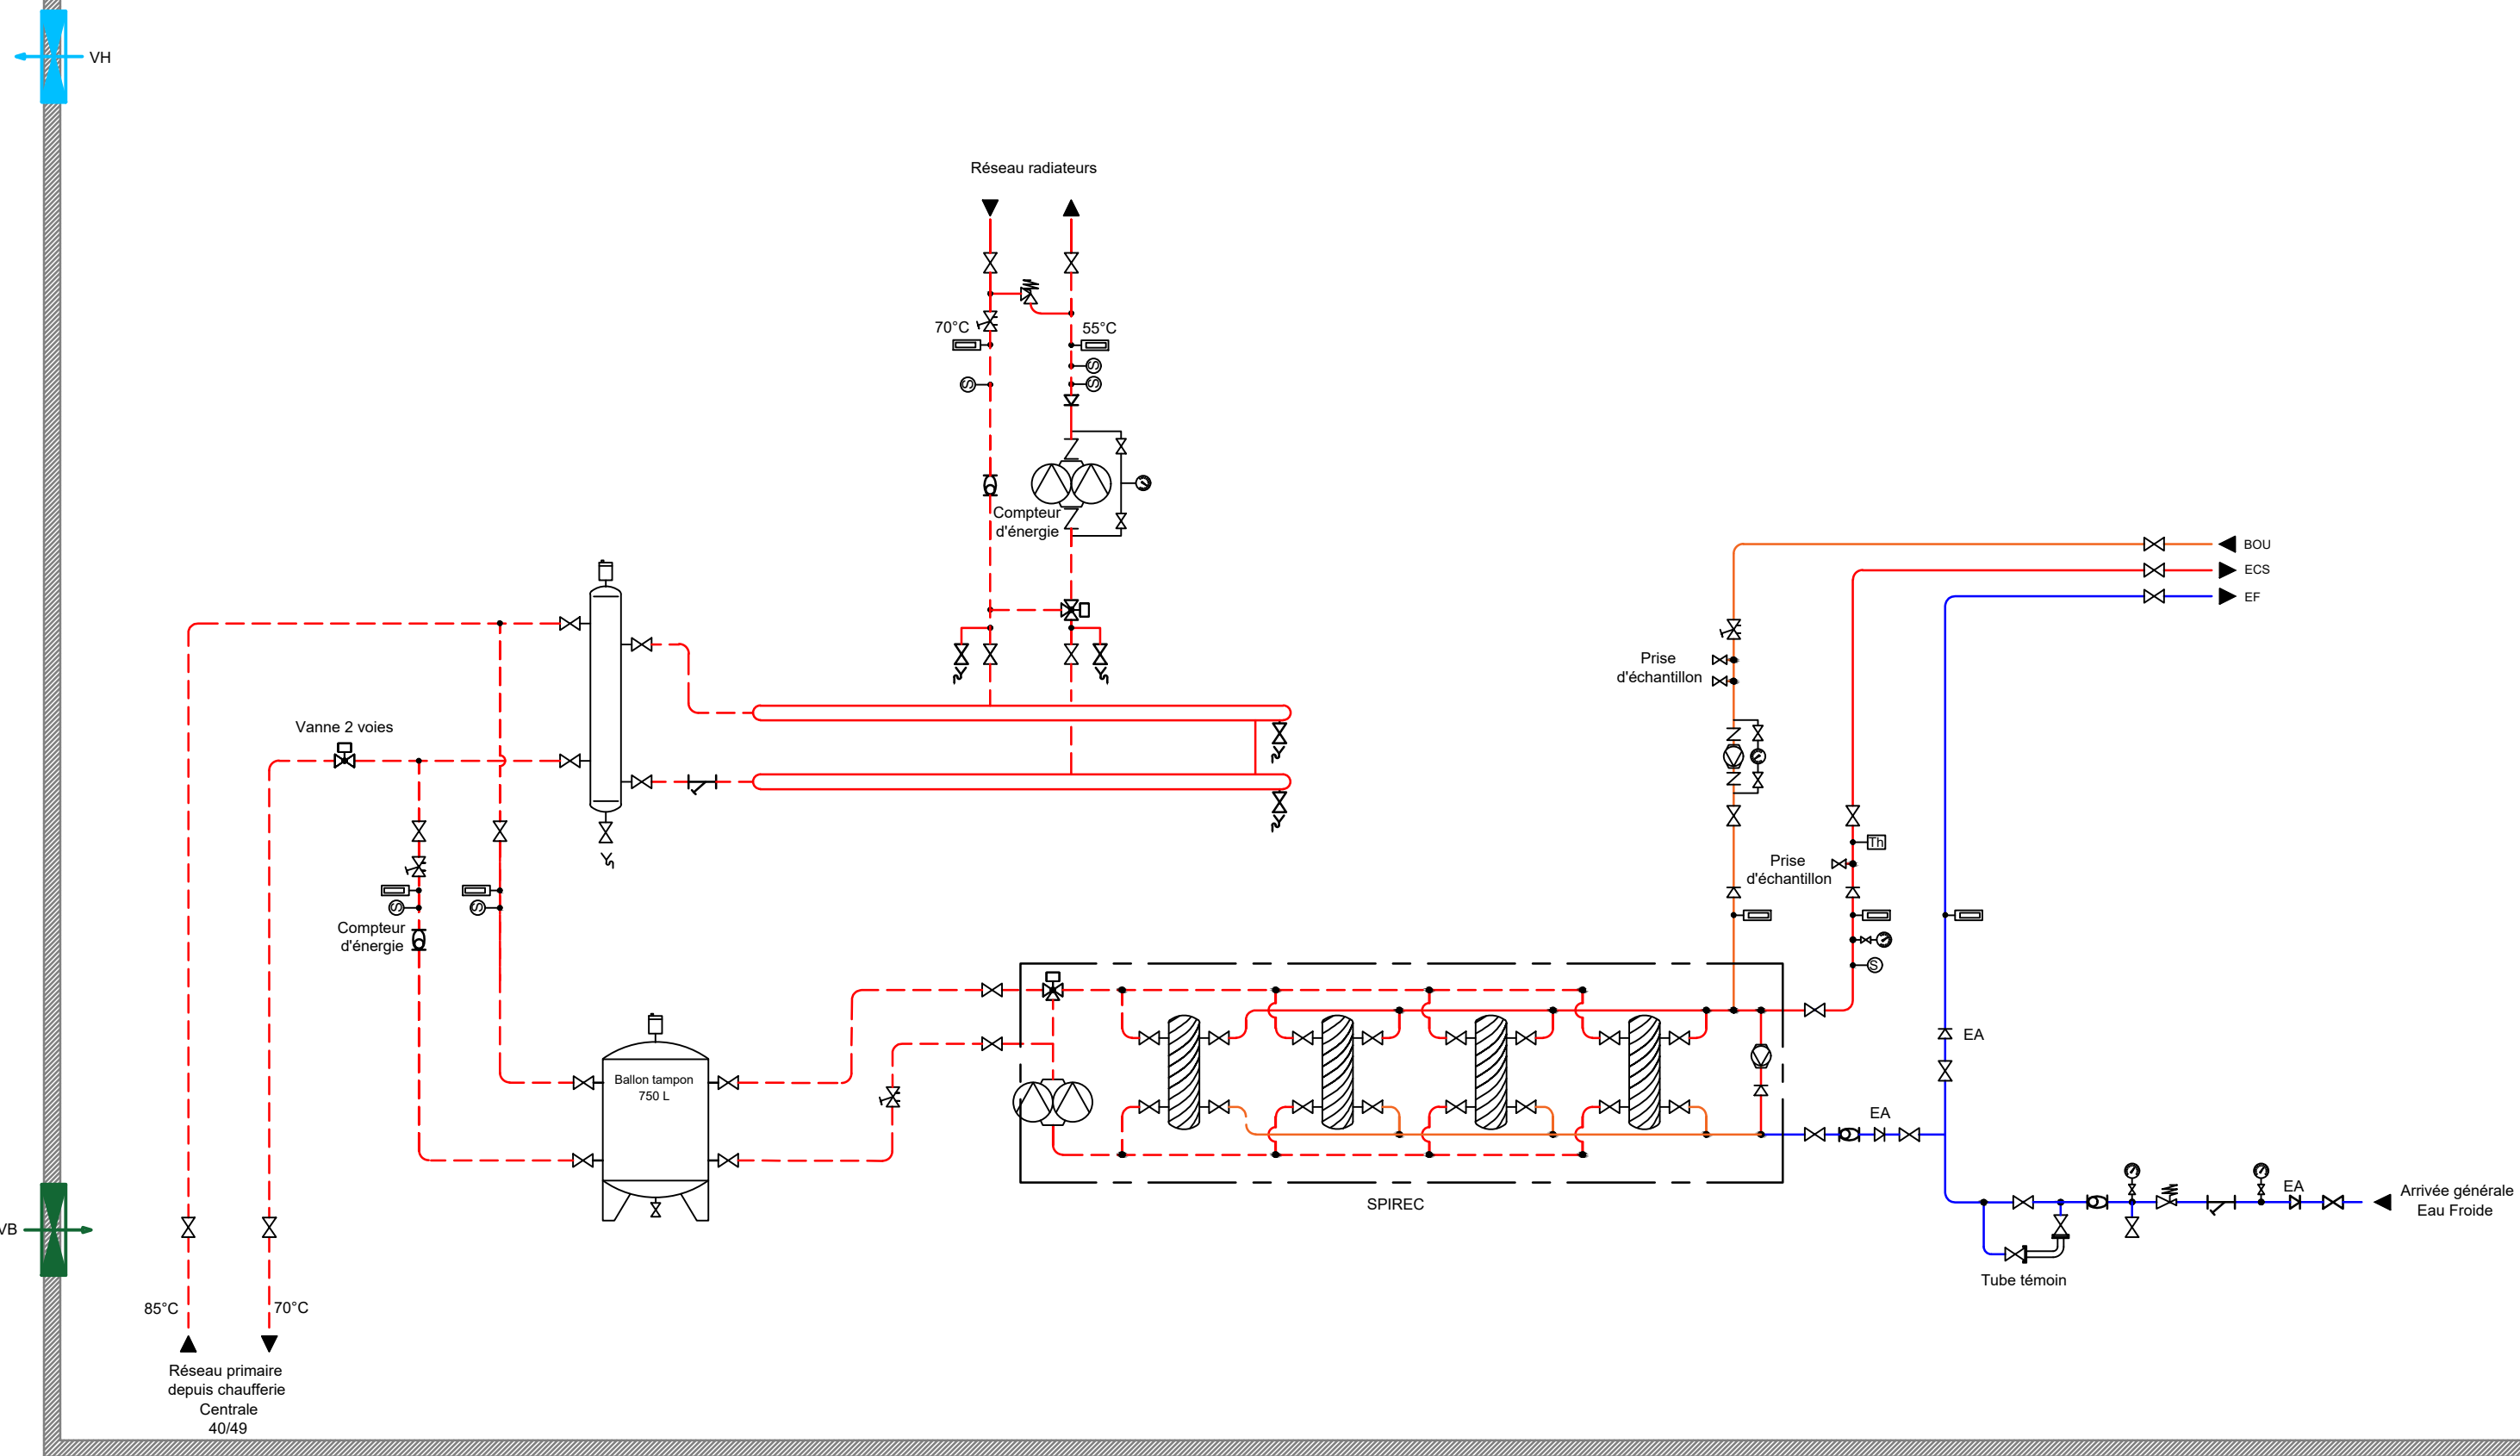 VH
Réseau radiateurs
70°C
55°C
S
S
S
Compteur
d'énergie
BOU
ECS
EF
Prise
d'échantillon
Vanne 2 voies
Th
Prise
d'échantillon
S
S
Compteur
d'énergie
S
EA
Ballon tampon
750 L
EA
SPIREC
EA
Arrivée générale
Eau Froide
VB
Tube témoin
85°C
70°C
Réseau primaire
depuis chaufferie
Centrale
40/49